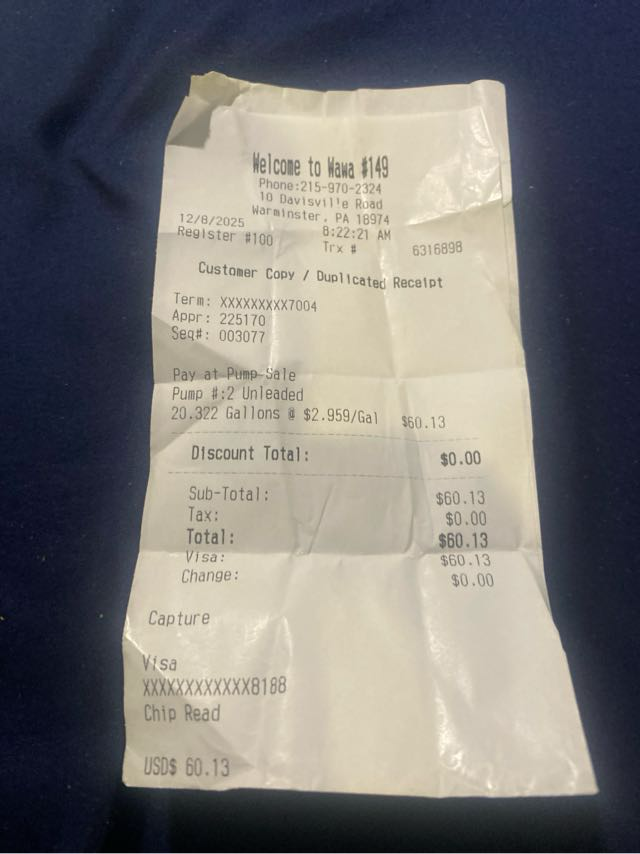 Welcome to Wawa #149
Phone:215-970-2324
10 Davisville Road
Warminster, PA 18974
12/8/2025 8:22:21 AM
Register #100 Trx # 6316898
Customer Copy / Duplicated Receipt
Term: XXXXXXXXX7004
Appr: 225170
Seq#: 003077
Pay at Pump Sale
Pump #:2 Unleaded
20.322 Gallons @ $2.959/Gal $60.13
Discount Total: $0.00
Sub-Total: $60.13
Tax: $0.00
Total: $60.13
Visa: $60.13
Change: $0.00
Capture
Visa
XXXXXXXXXXXX8188
Chip Read
USD$ 60.13